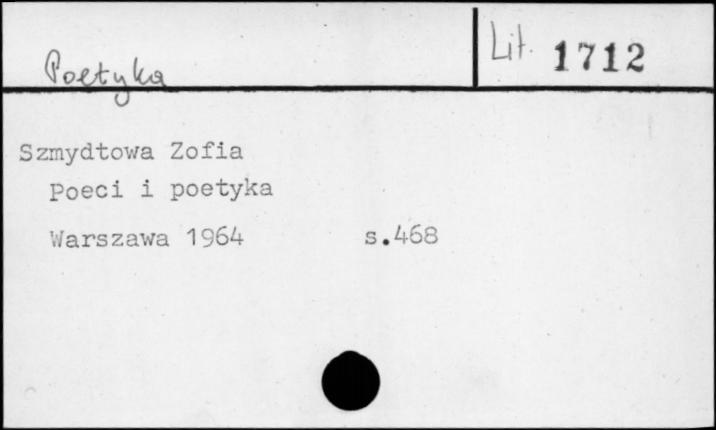 Poetyka
Lit. 1712
Szmydtowa Zofia
Poeci i poetyka
Warszawa 1964 s.468